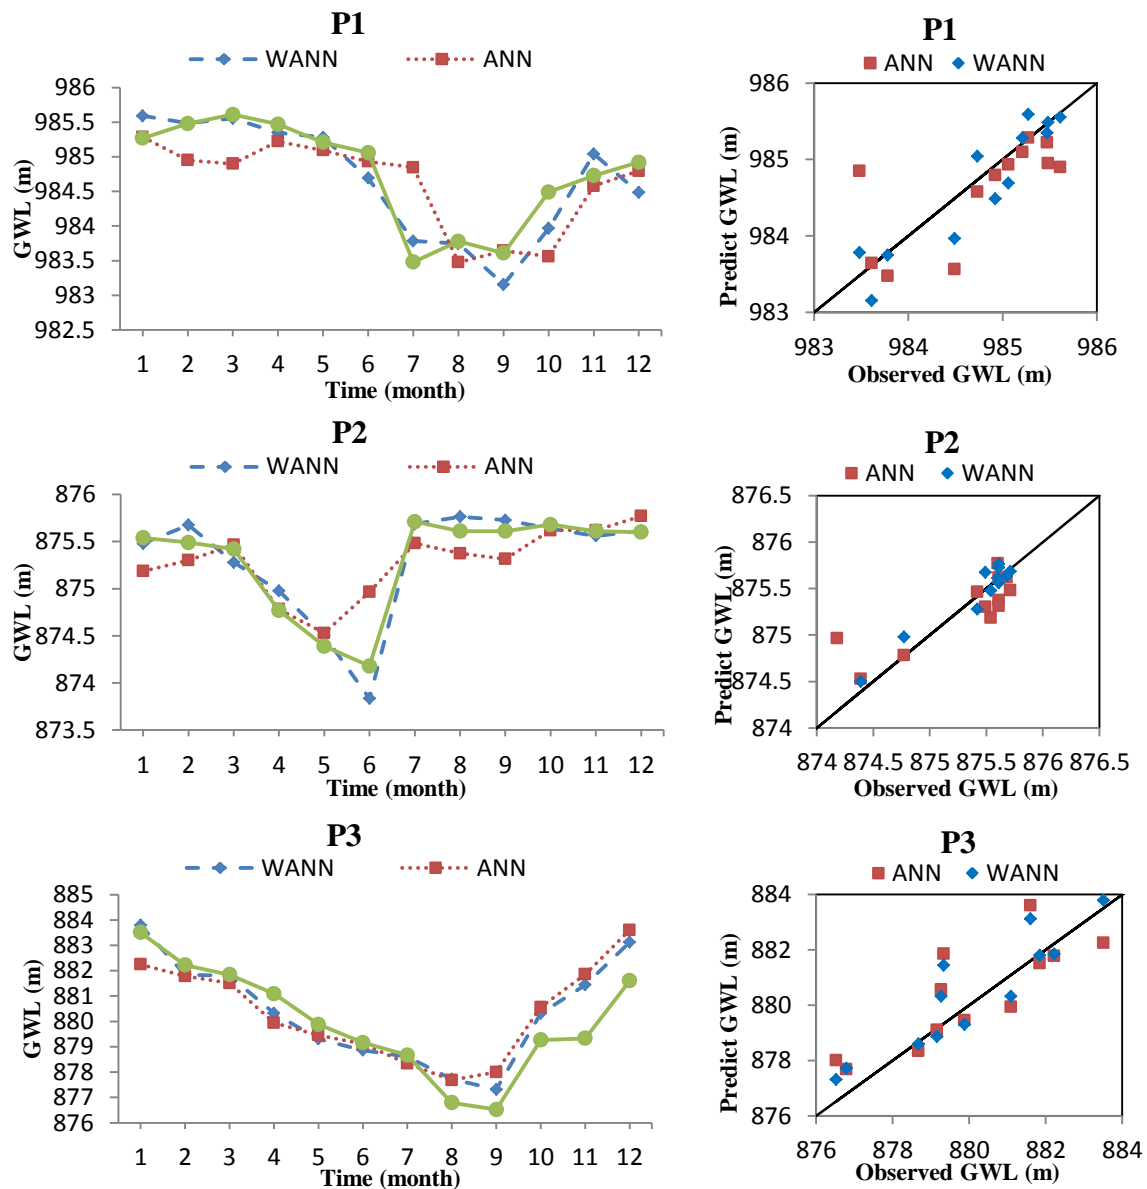 P1
WANN ANN
986
985.5
985
984.5
984
983.5
983
982.5
GWL (m)
1 2 3 4 5 6 7 8 9 10 11 12
Time (month)
P1
ANN WANN
986
985
984
983
Predict GWL (m)
983 984 985 986
Observed GWL (m)
P2
WANN ANN
876
875.5
875
874.5
874
873.5
GWL (m)
1 2 3 4 5 6 7 8 9 10 11 12
Time (month)
P2
ANN WANN
876.5
876
875.5
875
874.5
874
Predict GWL (m)
874 874.5 875 875.5 876 876.5
Observed GWL (m)
P3
WANN ANN
885
884
883
882
881
880
879
878
877
876
GWL (m)
1 2 3 4 5 6 7 8 9 10 11 12
Time (month)
P3
ANN WANN
884
882
880
878
876
Predict GWL (m)
876 878 880 882 884
Observed GWL (m)